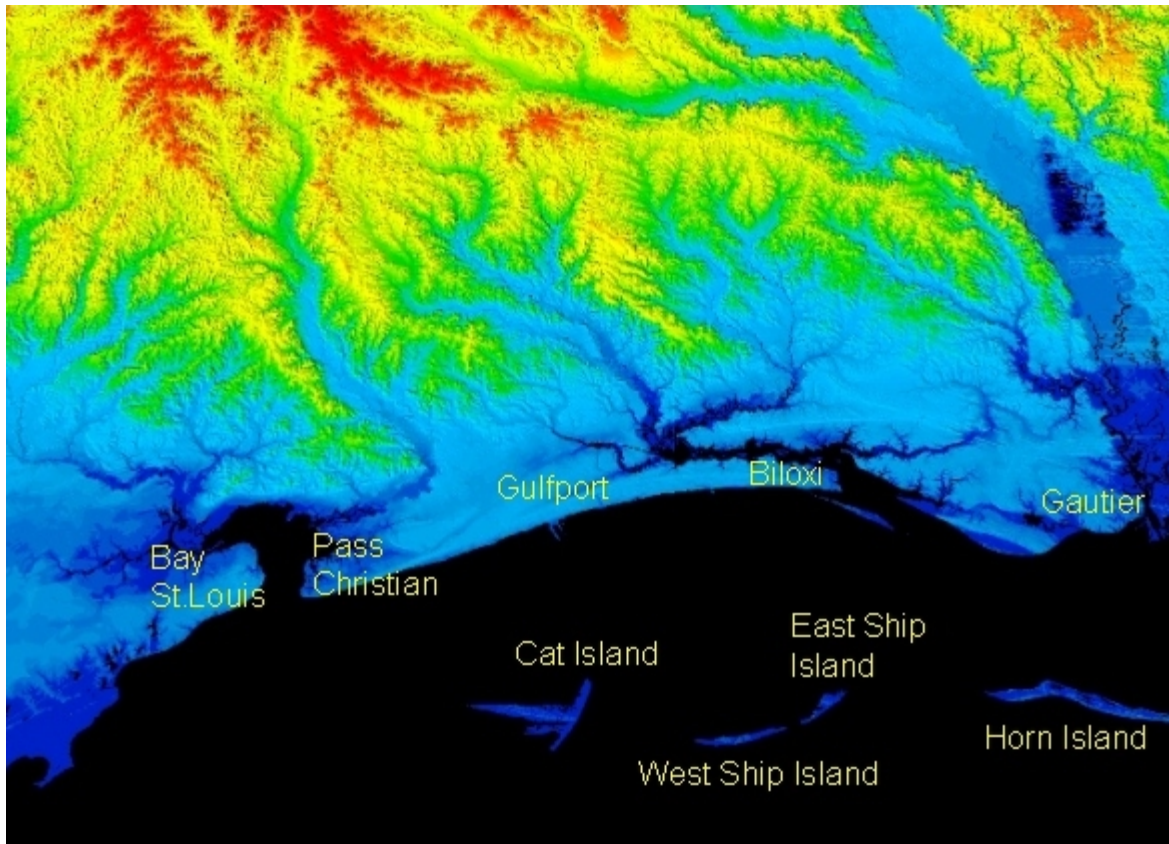 Gulfport
Biloxi
Gautier
Bay
St.Louis
Pass
Christian
Cat Island
East Ship
Island
West Ship Island
Horn Island